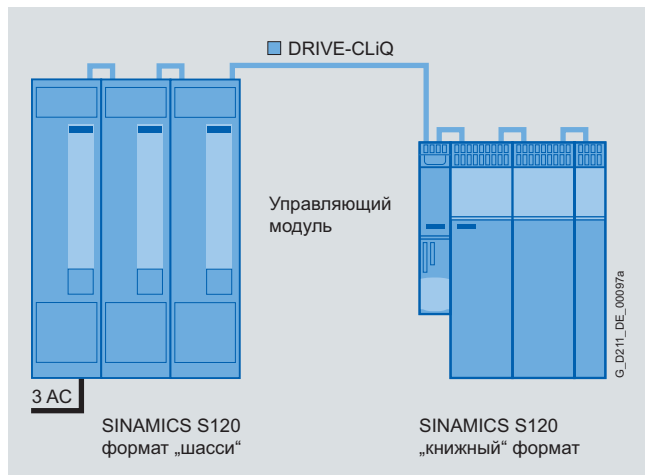 DRIVE-CLiQ
Управляющий
модуль
3 AC
SINAMICS S120
формат „шасси“
SINAMICS S120
„книжный“ формат
G_D211_DE_00097a